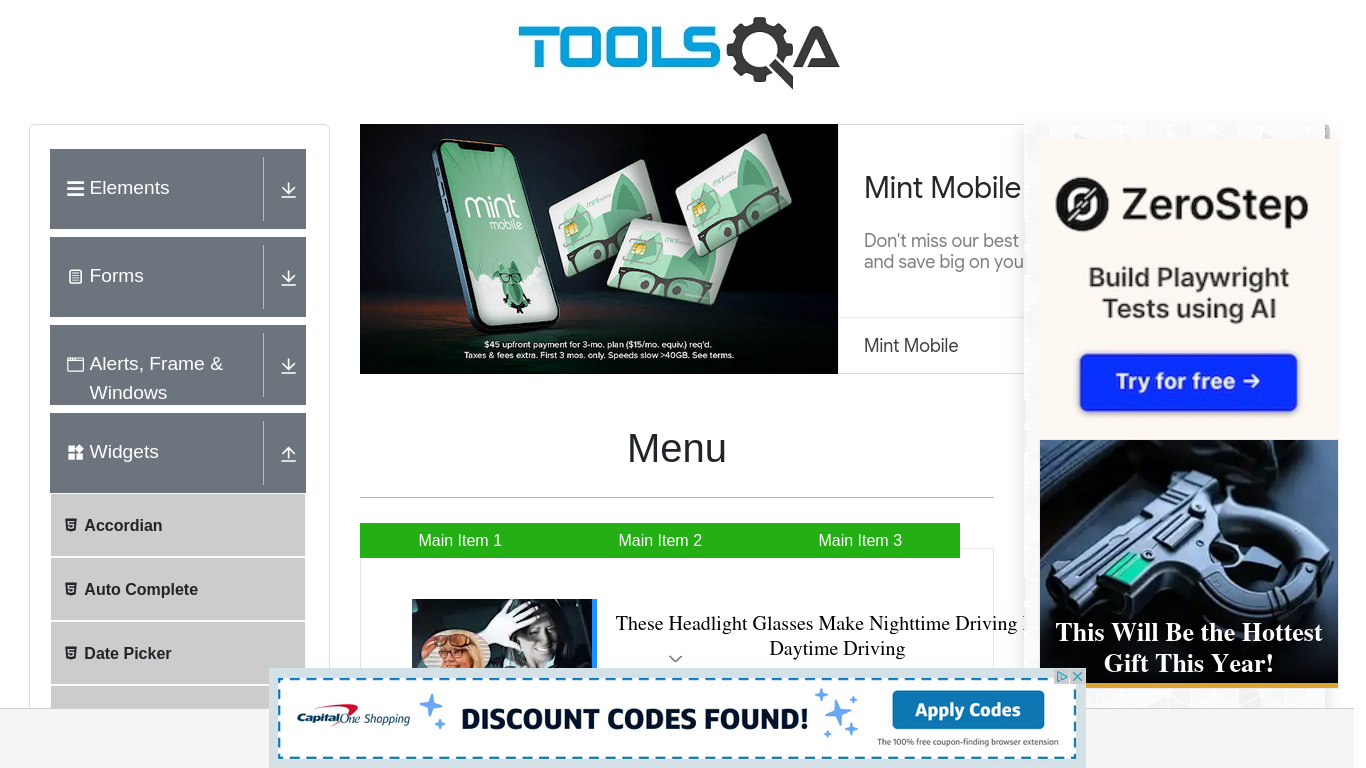 TOOLSQA
Elements
Forms
Alerts, Frame &
Windows
Widgets
Accordian
Auto Complete
Date Picker
mint
mobile
$45 upfront payment for 3-mo. plan ($15/mo. equiv.) req'd.
Taxes & fees extra. First 3 mos. only. Speeds slow >40GB. See terms.
Mint Mobile
Don't miss our best
and save big on you
Mint Mobile
Menu
Main Item 1
Main Item 2
Main Item 3
These Headlight Glasses Make Nighttime Driving
Daytime Driving
ZeroStep
Build Playwright
Tests using AI
Try for free →
This Will Be the Hottest
Gift This Year!
Capital One Shopping
DISCOUNT CODES FOUND!
Apply Codes
The 100% free coupon-finding browser extension